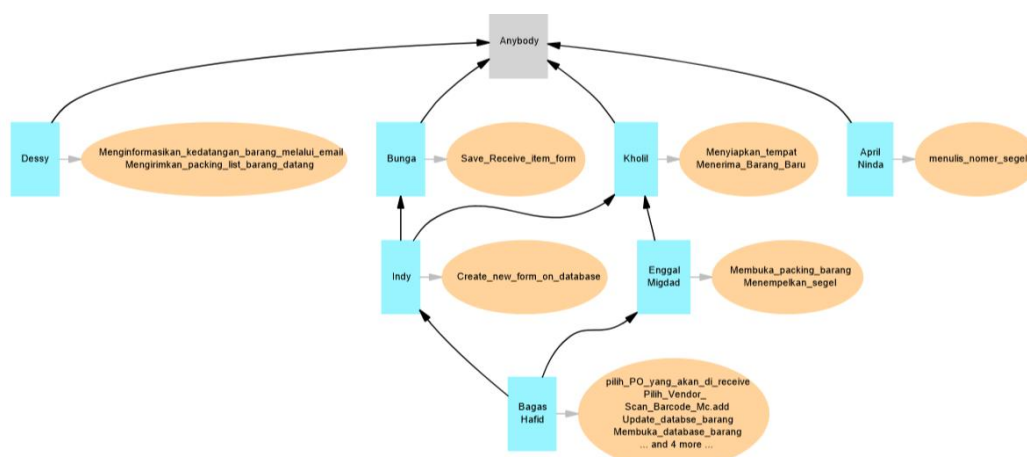 Anybody
Dessy
Menginformasikan_kedatangan_barang_melalui_email
Mengirimkan_packing_list_barang_datang
Bunga
Save_Receive_item_form
Kholil
Menyiapkan_tempat
Menerima_Barang_Baru
April
Ninda
menulis_nomer_segel
Indy
Create_new_form_on_database
Enggal
Migdad
Membuka_packing_barang
Menempelkan_segel
Bagas
Hafid
pilih_PO_yang_akan_di_receive
Pilih_Vendor_
Scan_Barcode_Mc.add
Update_databse_barang
Membuka_database_barang
... and 4 more ...